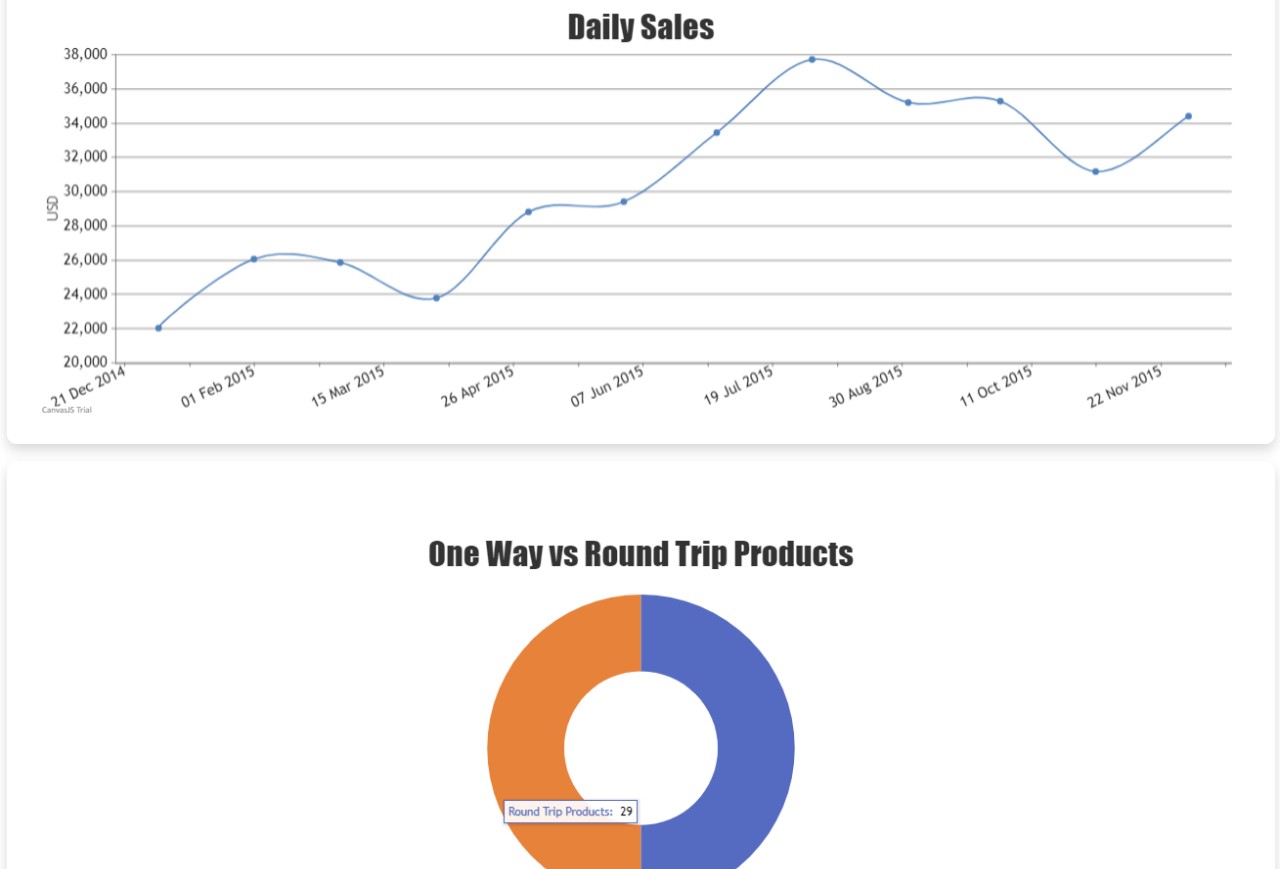 Daily Sales
38,000
36,000
34,000
32,000
30,000
28,000
26,000
24,000
22,000
20,000
USD
21 Dec 2014
01 Feb 2015
15 Mar 2015
26 Apr 2015
07 Jun 2015
19 Jul 2015
30 Aug 2015
11 Oct 2015
22 Nov 2015
CanvasJS Trial
One Way vs Round Trip Products
Round Trip Products: 29